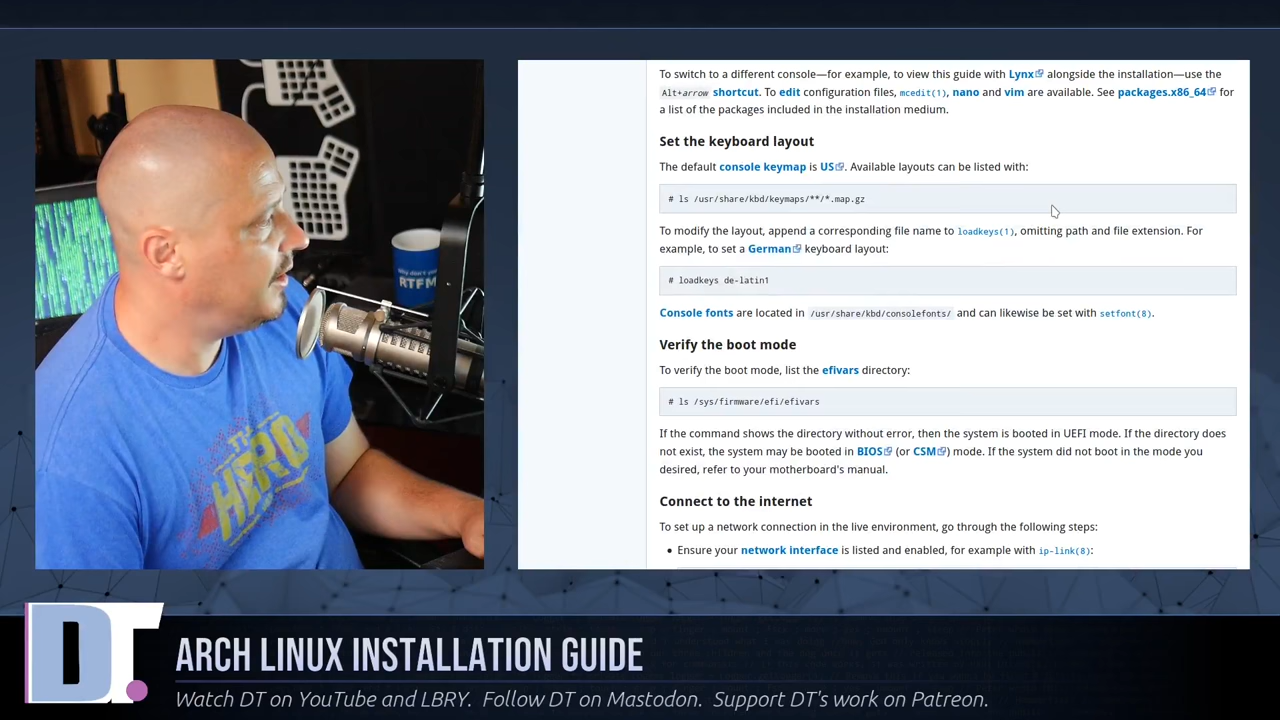 Why don't you
RTFM
THE
HERO
To switch to a different console—for example, to view this guide with Lynx alongside the installation—use the
Alt+arrow shortcut. To edit configuration files, mcedit(1), nano and vim are available. See packages.x86_64 for
a list of the packages included in the installation medium.
Set the keyboard layout
The default console keymap is US. Available layouts can be listed with:
# ls /usr/share/kbd/keymaps/**/*.map.gz
To modify the layout, append a corresponding file name to loadkeys(1), omitting path and file extension. For
example, to set a German keyboard layout:
# loadkeys de-latin1
Console fonts are located in /usr/share/kbd/consolefonts/ and can likewise be set with setfont(8).
Verify the boot mode
To verify the boot mode, list the efivars directory:
# ls /sys/firmware/efi/efivars
If the command shows the directory without error, then the system is booted in UEFI mode. If the directory does
not exist, the system may be booted in BIOS (or CSM) mode. If the system did not boot in the mode you
desired, refer to your motherboard's manual.
Connect to the internet
To set up a network connection in the live environment, go through the following steps:
• Ensure your network interface is listed and enabled, for example with ip-link(8):
DT.
ARCH LINUX INSTALLATION GUIDE
Watch DT on YouTube and LBRY. Follow DT on Mastodon. Support DT's work on Patreon.